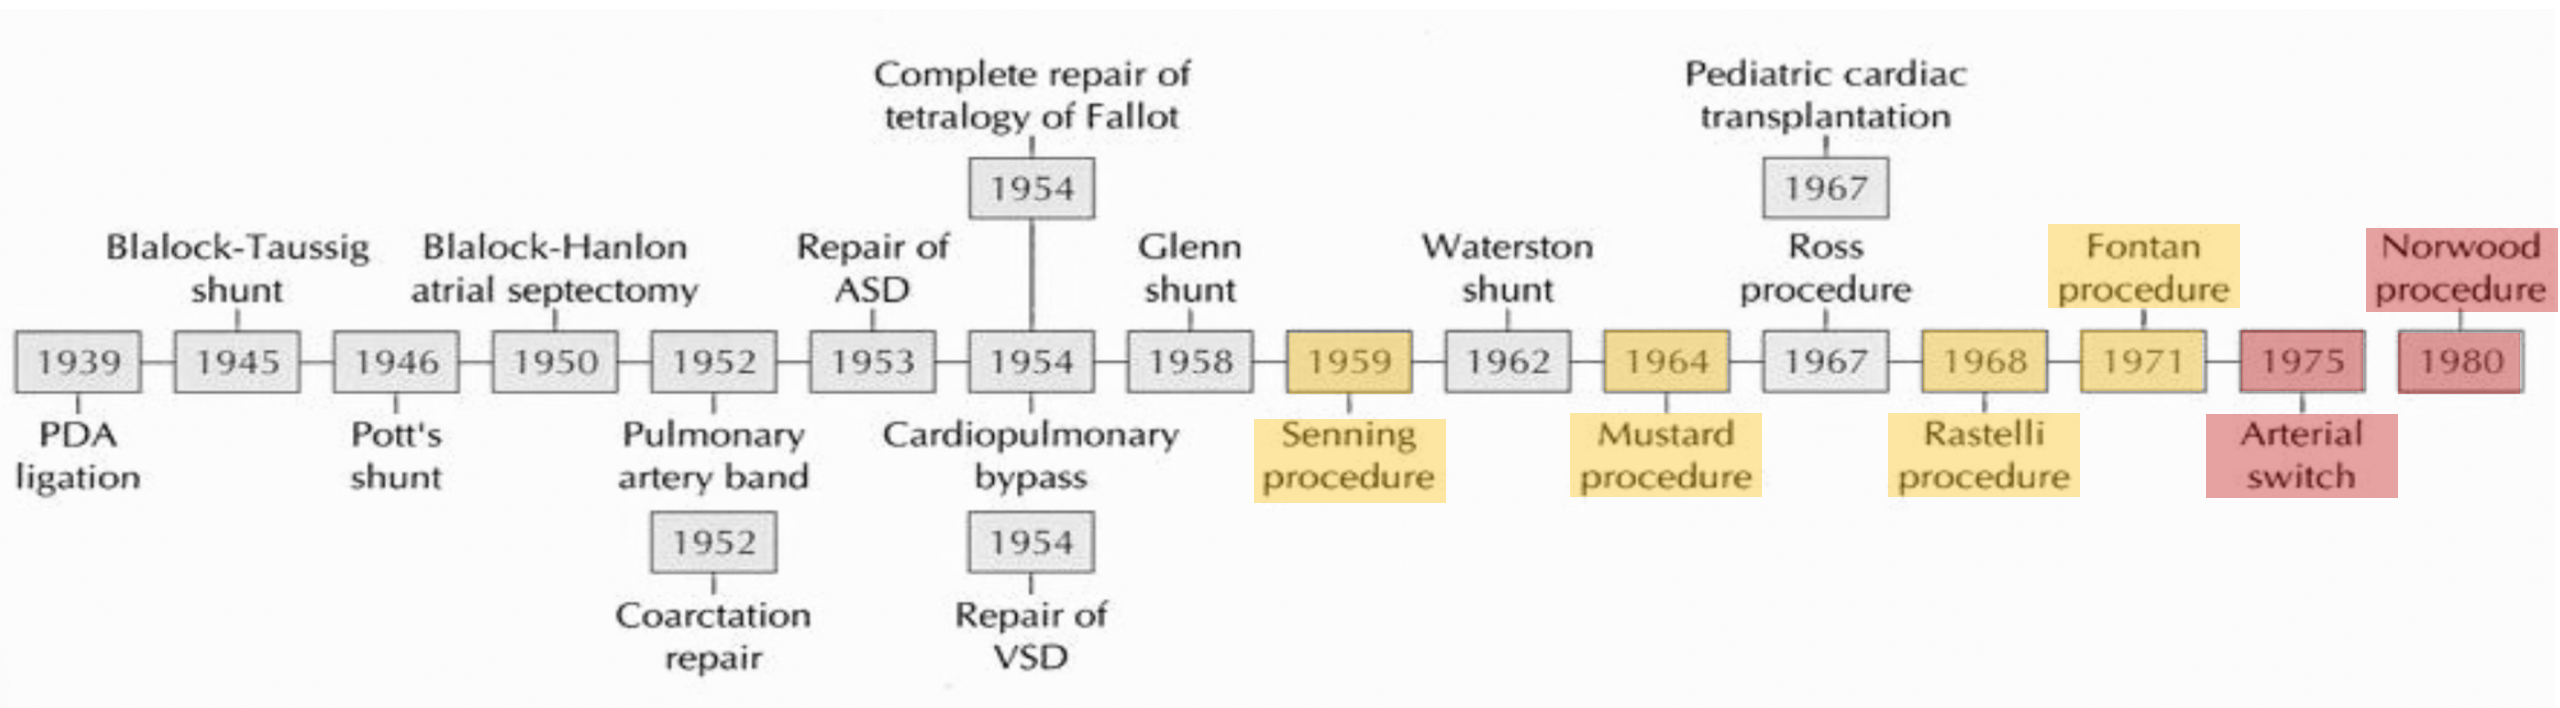 Complete repair of
tetralogy of Fallot
1954
Pediatric cardiac
transplantation
1967
Blalock-Taussig
shunt
Blalock-Hanlon
atrial septectomy
Repair of
ASD
Glenn
shunt
Waterston
shunt
Ross
procedure
Fontan
procedure
Norwood
procedure
1939
1945
1946
1950
1952
1953
1954
1958
1959
1962
1964
1967
1968
1971
1975
1980
PDA
ligation
Pott's
shunt
Pulmonary
artery band
Cardiopulmonary
bypass
Senning
procedure
Mustard
procedure
Rastelli
procedure
Arterial
switch
1952
Coarctation
repair
1954
Repair of
VSD